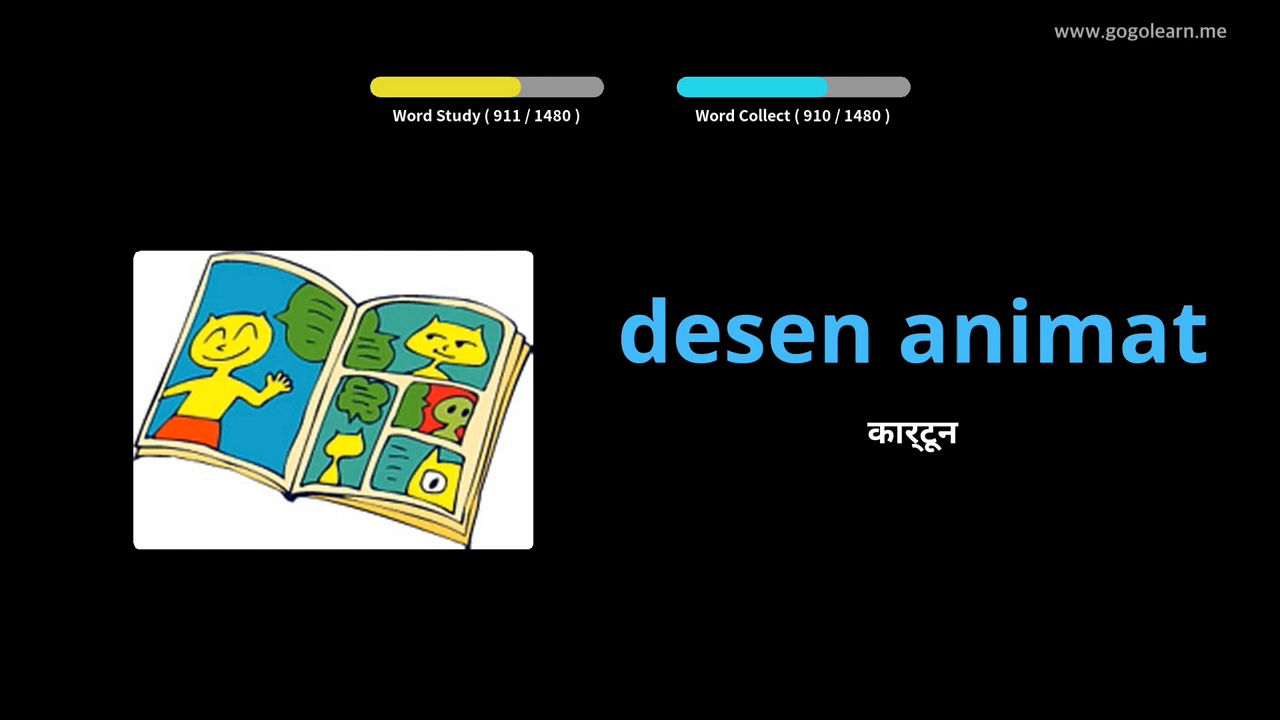 www.gogolearn.me
Word Study ( 911 / 1480 )
Word Collect ( 910 / 1480 )
desen animat
कार्‌टून